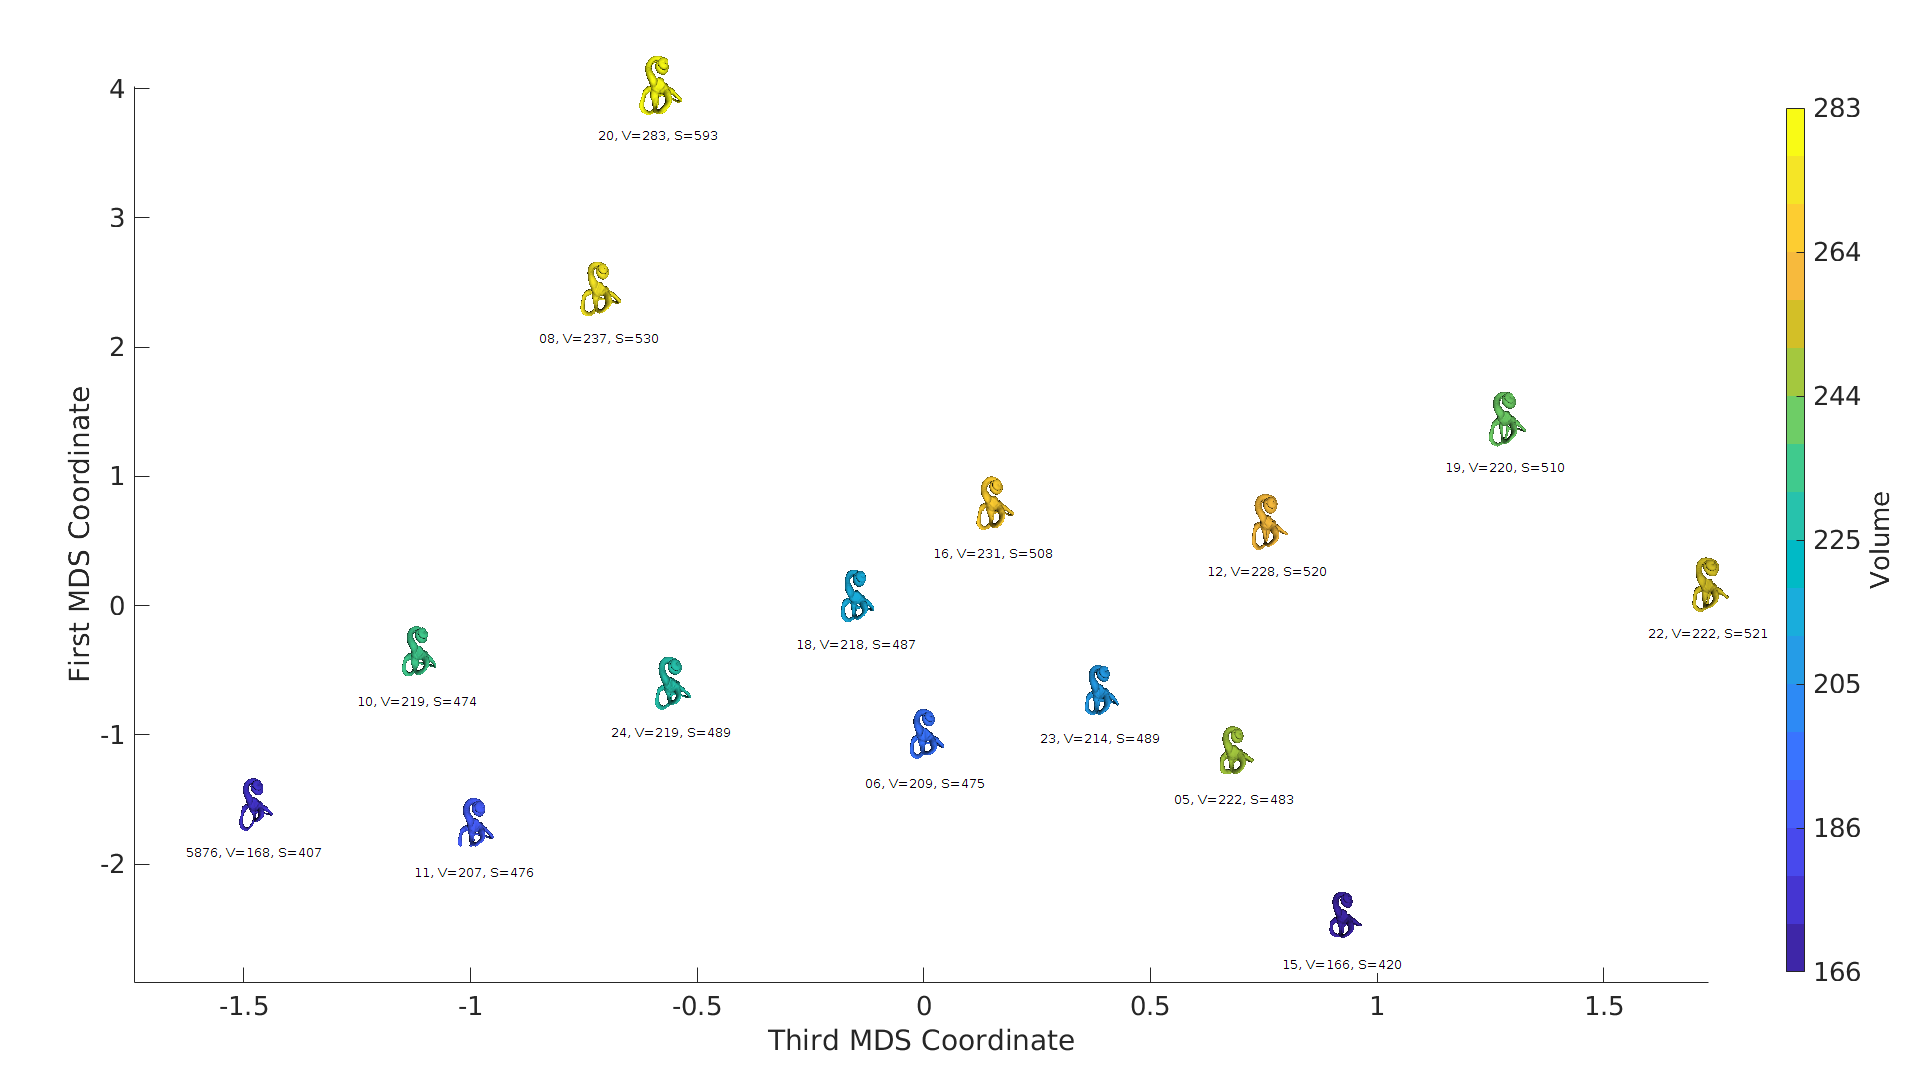 4
3
2
1
0
-1
-2
First MDS Coordinate
20, V=283, S=593
08, V=237, S=530
19, V=220, S=510
16, V=231, S=508
12, V=228, S=520
22, V=222, S=521
18, V=218, S=487
10, V=219, S=474
24, V=219, S=489
23, V=214, S=489
06, V=209, S=475
05, V=222, S=483
5876, V=168, S=407
11, V=207, S=476
15, V=166, S=420
-1.5
-1
-0.5
0
0.5
1
1.5
Third MDS Coordinate
283
264
244
225
205
186
166
Volume